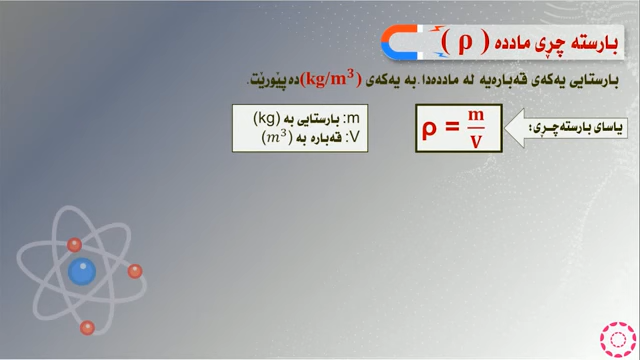 بارستە چڕی ماددە ( ρ )
بارستایی یەکەی قەبارەیە لە ماددەدا. بە یەکەی (kg/m³) دەپێورێت.
یاسای بارستەچــڕی:
ρ = m/V
m: بارستایی بە (kg)
V: قەبارە بە (m³)